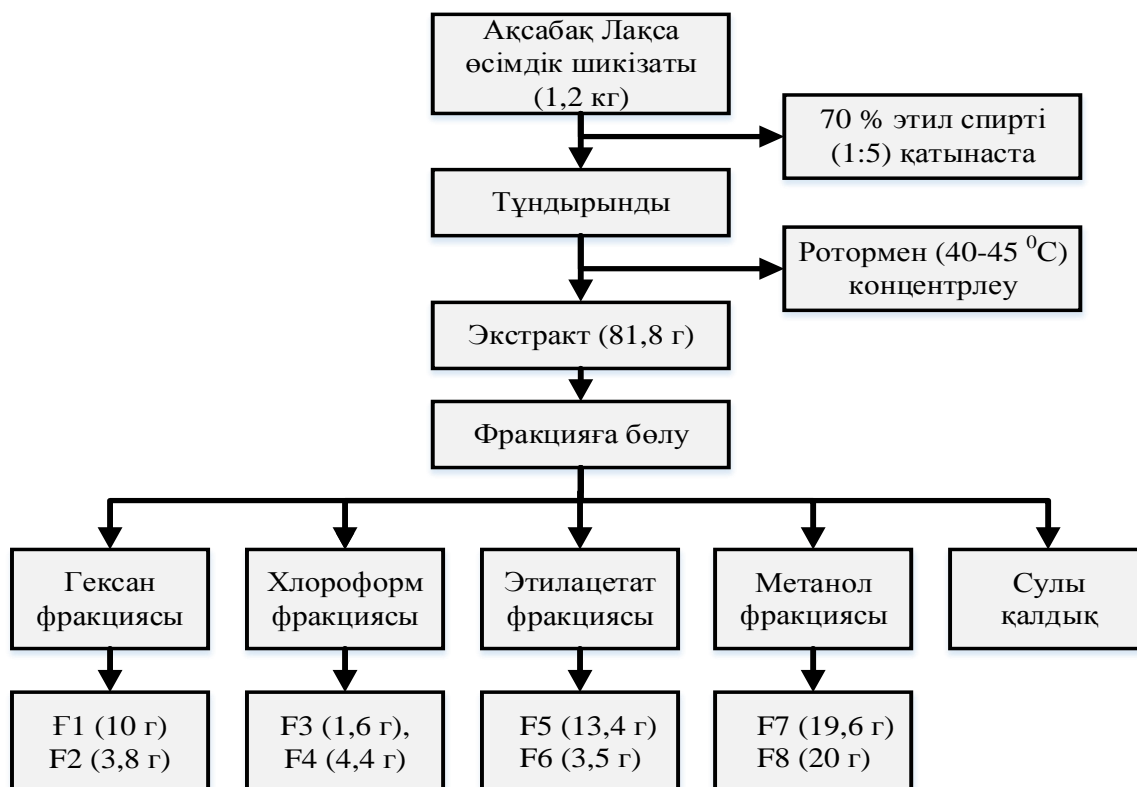 Ақсабақ Лақса
өсімдік шикізаты
(1,2 кг)
70 % этил спирті
(1:5) қатынаста
Тұндырынды
Ротормен (40-45 ⁰С)
концентрлеу
Экстракт (81,8 г)
Фракцияға бөлу
Гексан
фракциясы
Хлороформ
фракциясы
Этилацетат
фракциясы
Метанол
фракциясы
Сулы
қалдық
Ғ1 (10 г)
F2 (3,8 г)
F3 (1,6 г),
F4 (4,4 г)
F5 (13,4 г)
F6 (3,5 г)
F7 (19,6 г)
F8 (20 г)